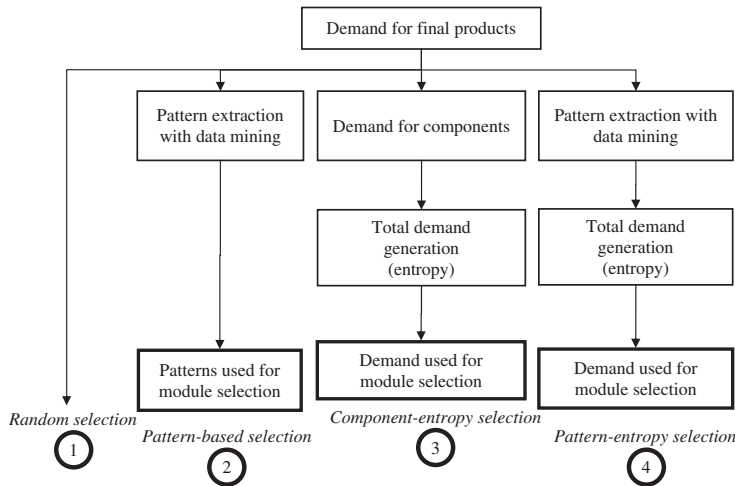 Demand for final products
Pattern extraction
with data mining
Demand for components
Pattern extraction with
data mining
Total demand
generation
(entropy)
Total demand
generation
(entropy)
Patterns used for
module selection
Demand used for
module selection
Demand used for
module selection
Random selection
1
Pattern-based selection
2
Component-entropy selection
3
Pattern-entropy selection
4